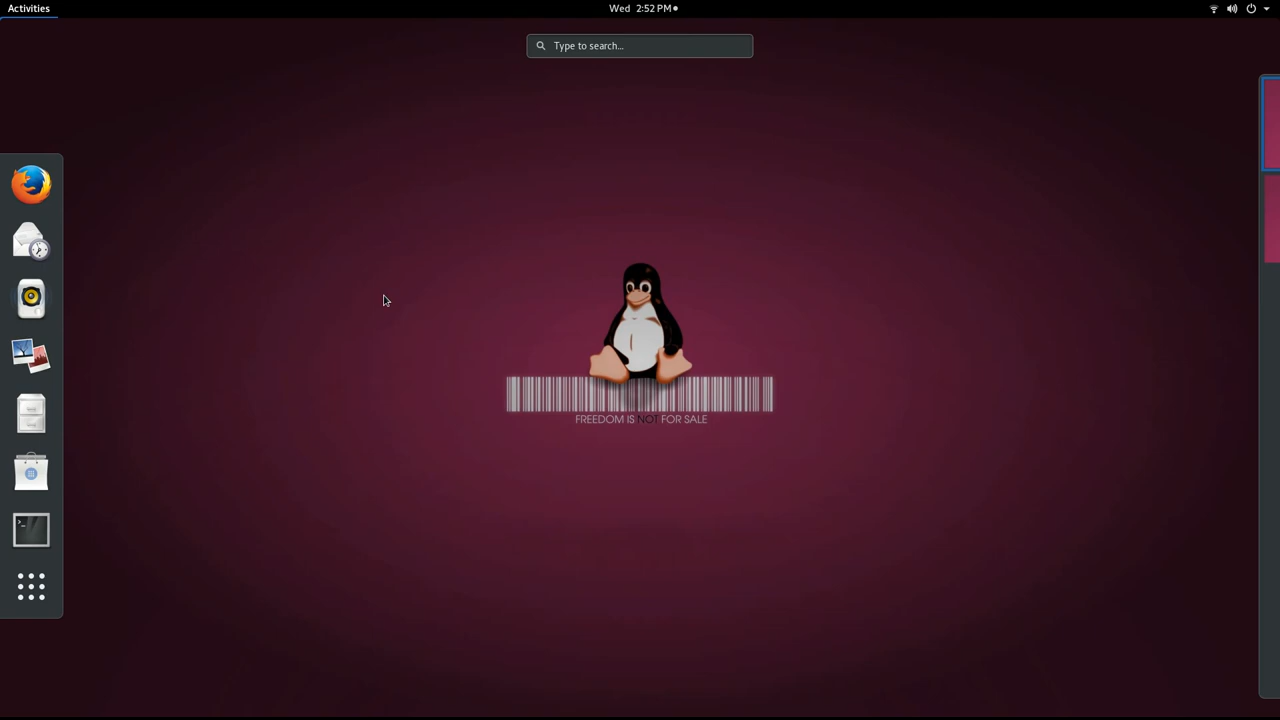 Activities
Wed 2:52 PM
Type to search...
FREEDOM IS NOT FOR SALE